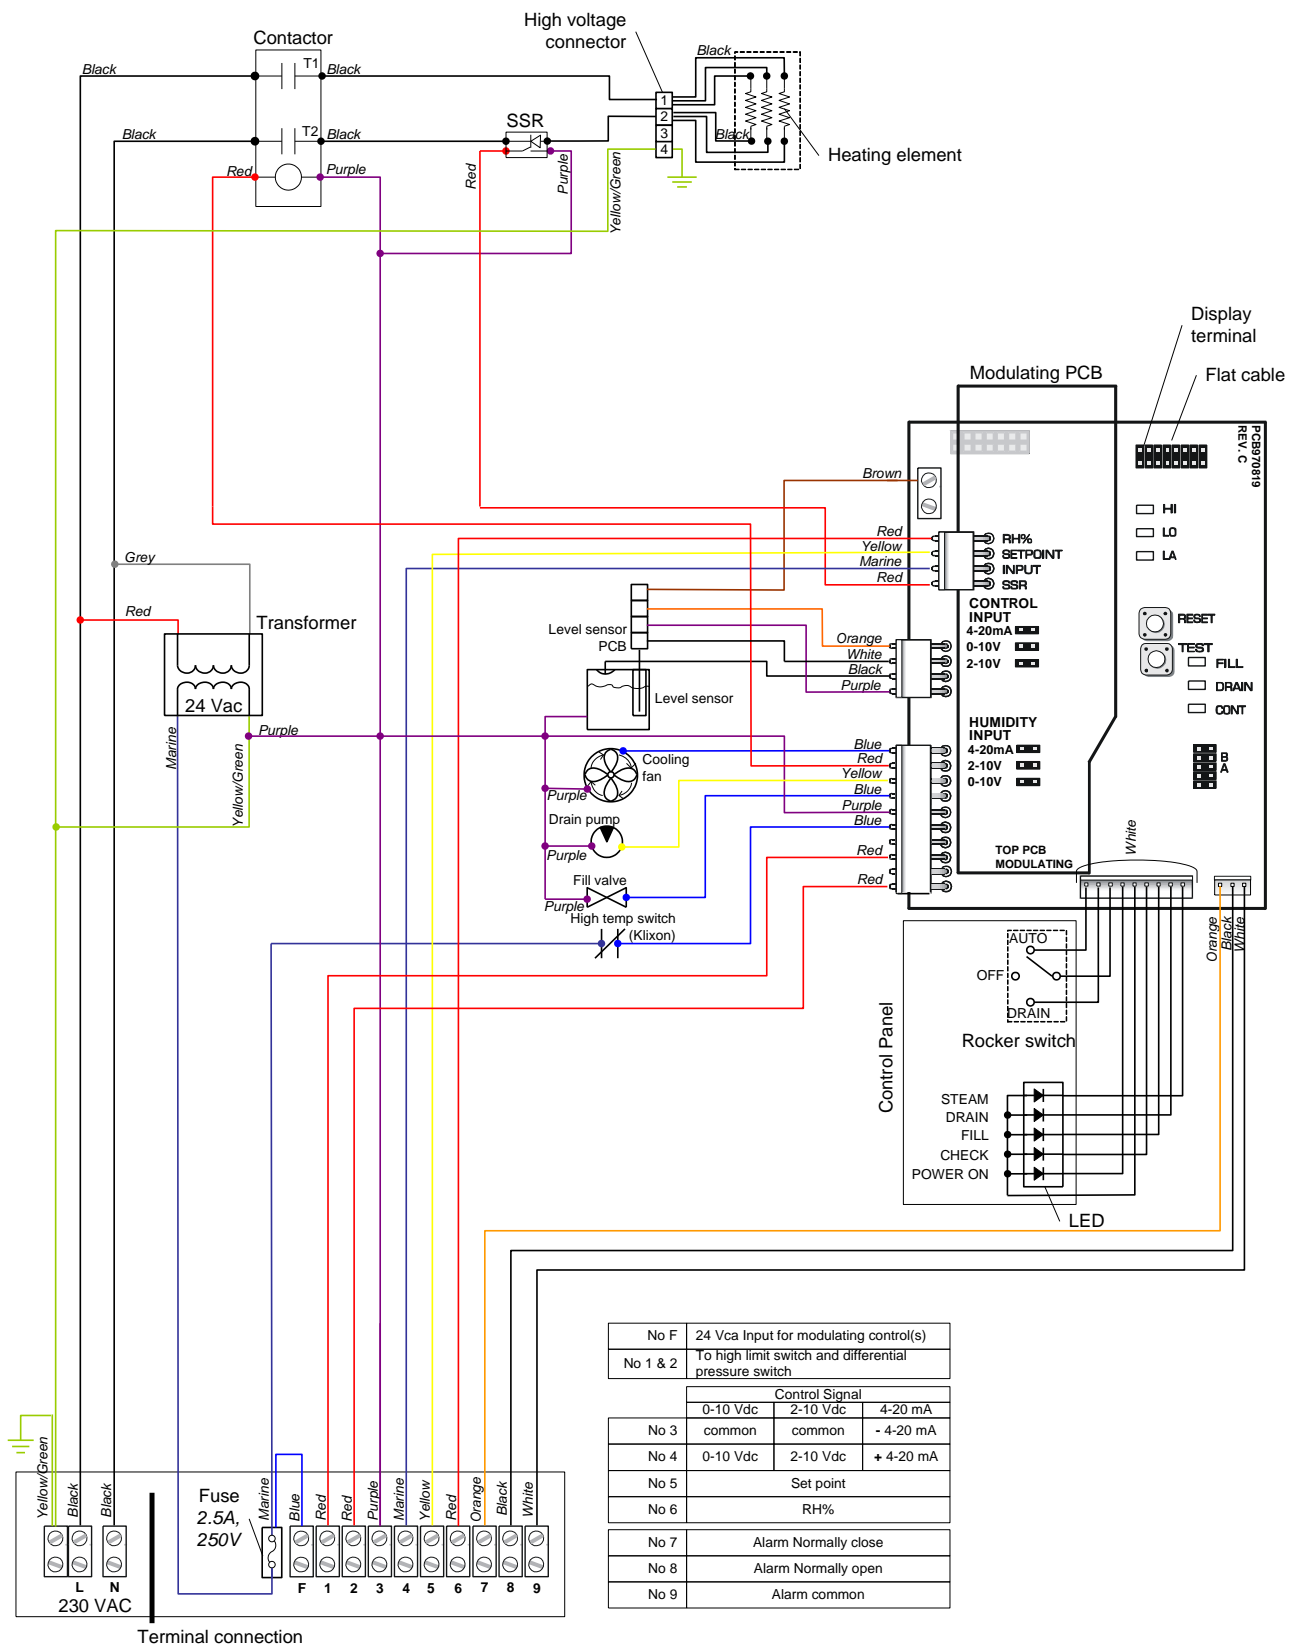 High voltage
connector
Contactor
Black
T1
Black
Black
1
2
3
4
Black
T2
Black
SSR
Black
Heating element
Red
Purple
Red
Purple
Yellow/Green
Display
terminal
Modulating PCB
Flat cable
PCB970819
REV. C
Brown
HI
LO
LA
Red
Yellow
Marine
Red
RH%
SETPOINT
INPUT
SSR
CONTROL
INPUT
4-20mA
0-10V
2-10V
Grey
Red
Transformer
24 Vac
Level sensor
PCB
Level sensor
Orange
White
Black
Purple
RESET
TEST
FILL
DRAIN
CONT
Marine
Yellow/Green
Purple
HUMIDITY
INPUT
4-20mA
2-10V
0-10V
B
A
Blue
Red
Yellow
Blue
Purple
Blue
Red
Red
Cooling
fan
Purple
Drain pump
Purple
Fill valve
Purple
High temp switch
(Klixon)
TOP PCB
MODULATING
White
Orange
Black
White
Control Panel
AUTO
OFF
DRAIN
Rocker switch
STEAM
DRAIN
FILL
CHECK
POWER ON
LED
No F 24 Vca Input for modulating control(s)
No 1 & 2 To high limit switch and differential
pressure switch
Control Signal
0-10 Vdc 2-10 Vdc 4-20 mA
No 3 common common - 4-20 mA
No 4 0-10 Vdc 2-10 Vdc + 4-20 mA
No 5 Set point
No 6 RH%
No 7 Alarm Normally close
No 8 Alarm Normally open
No 9 Alarm common
Yellow/Green
Black
Black
Fuse
2.5A,
250V
Marine
Blue
Red
Red
Purple
Marine
Yellow
Red
Orange
Black
White
L N F 1 2 3 4 5 6 7 8 9
230 VAC
Terminal connection